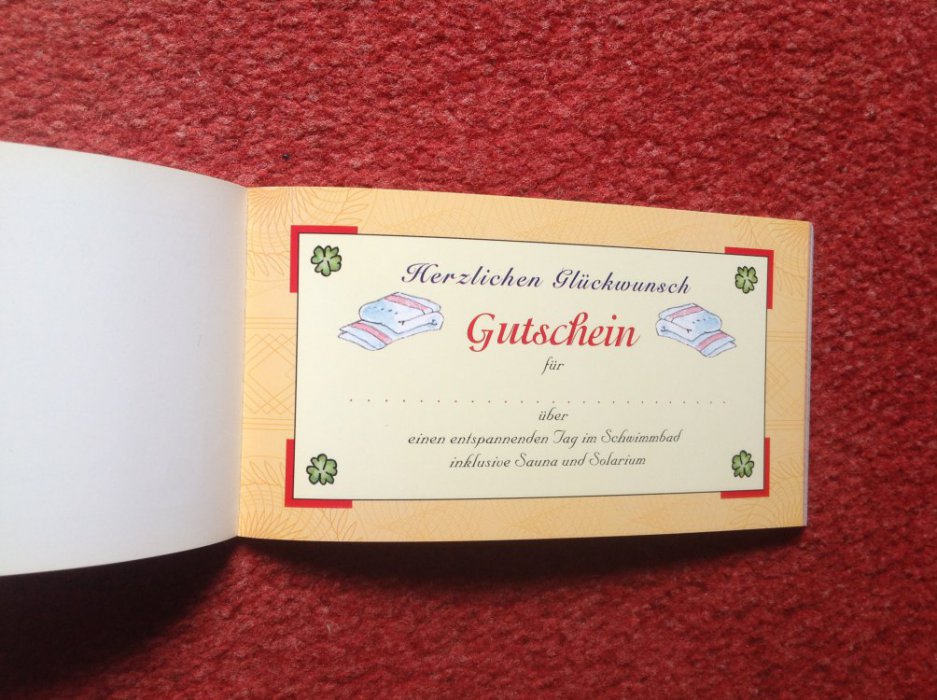 Herzlichen Glückwunsch
Gutschein
für
über
einen entspannenden Tag im Schwimmbad
inklusive Sauna und Solarium